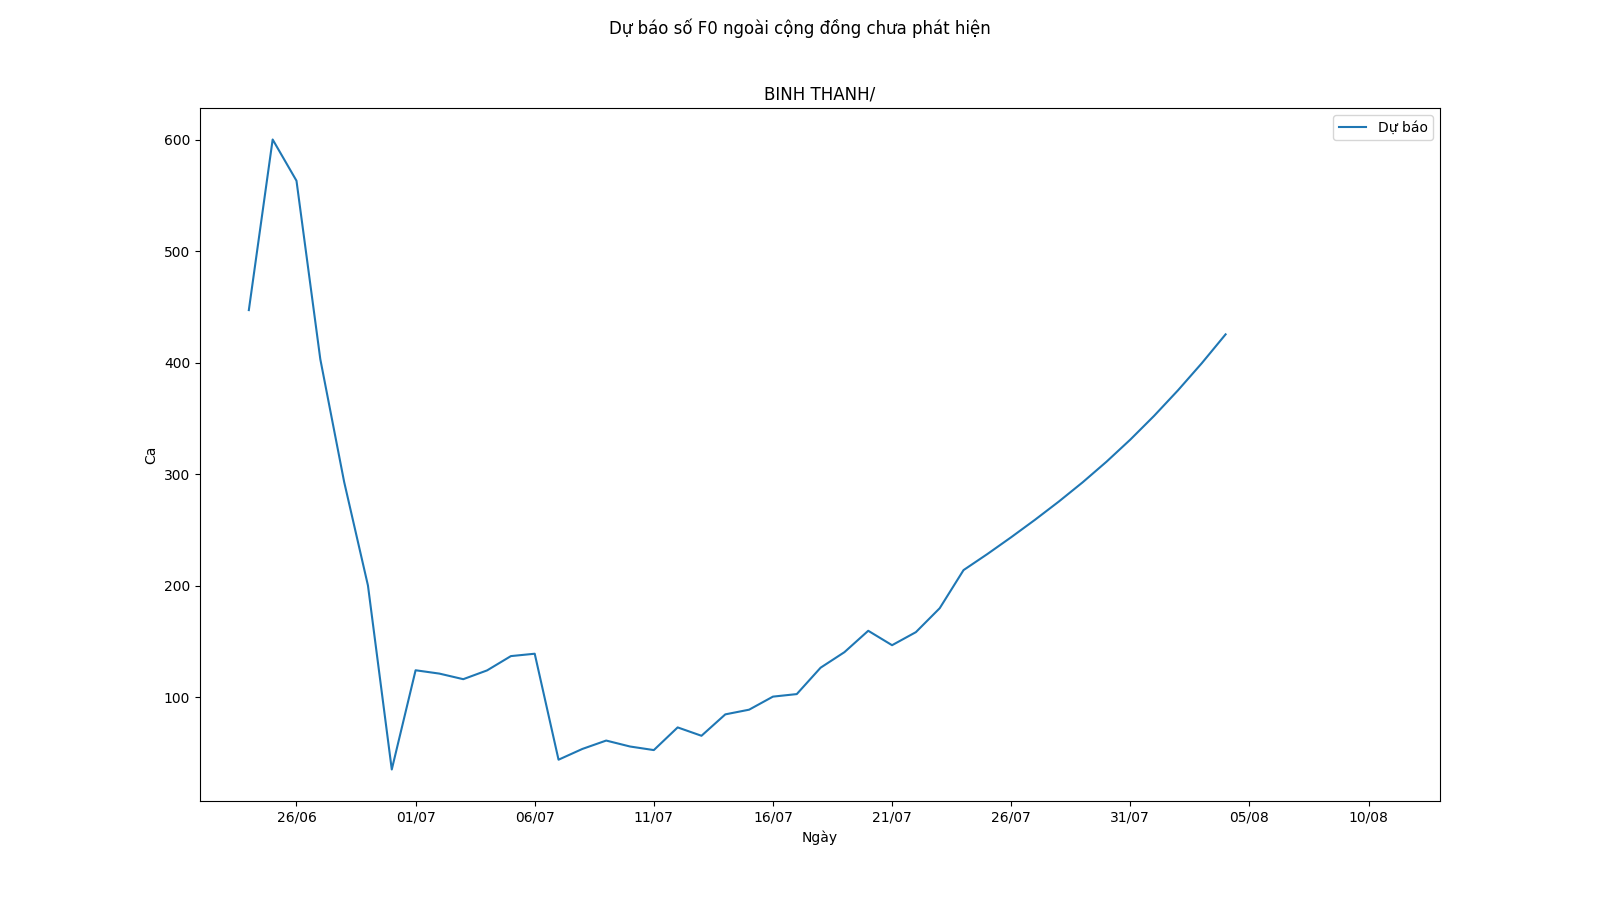 Dự báo số F0 ngoài cộng đồng chưa phát hiện
BINH THANH/
Dự báo
600
500
400
300
200
100
Ca
26/06 01/07 06/07 11/07 16/07 21/07 26/07 31/07 05/08 10/08
Ngày